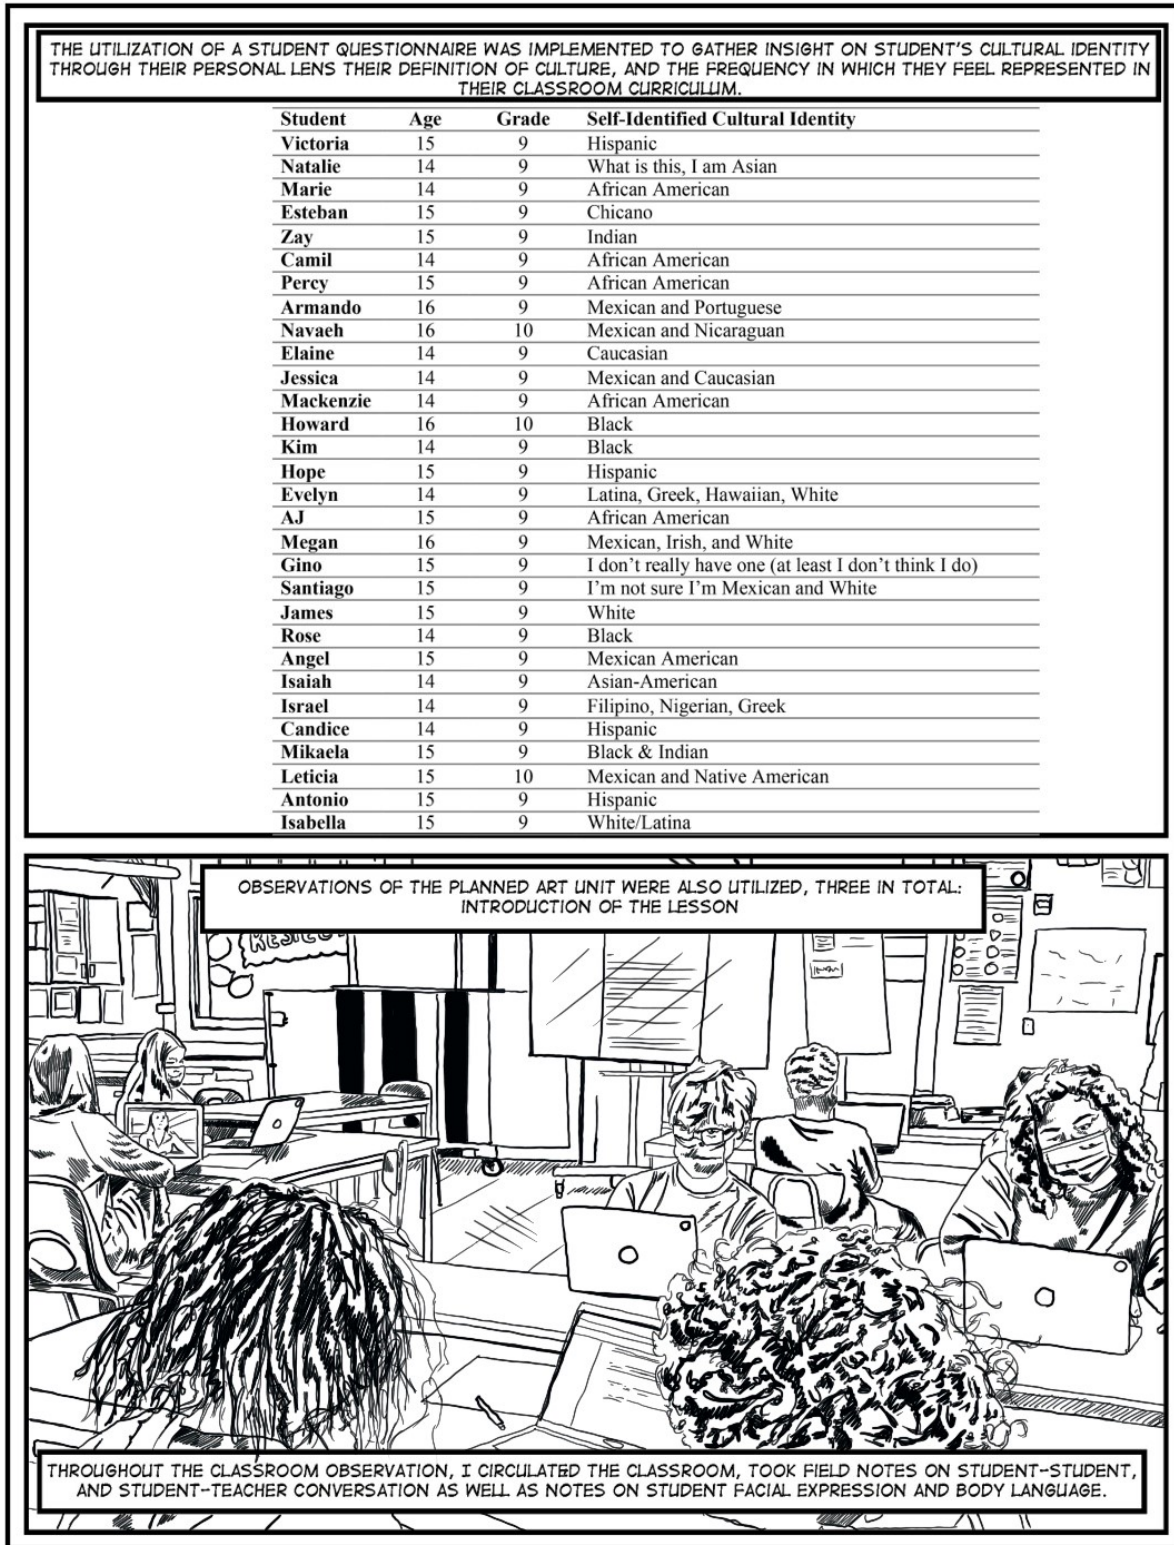 THE UTILIZATION OF A STUDENT QUESTIONNAIRE WAS IMPLEMENTED TO GATHER INSIGHT ON STUDENT'S CULTURAL IDENTITY
THROUGH THEIR PERSONAL LENS THEIR DEFINITION OF CULTURE, AND THE FREQUENCY IN WHICH THEY FEEL REPRESENTED IN
THEIR CLASSROOM CURRICULUM.
Student Age Grade Self-Identified Cultural Identity
Victoria 15 9 Hispanic
Natalie 14 9 What is this, I am Asian
Marie 14 9 African American
Esteban 15 9 Chicano
Zay 15 9 Indian
Camil 14 9 African American
Percy 15 9 African American
Armando 16 9 Mexican and Portuguese
Navaeh 16 10 Mexican and Nicaraguan
Elaine 14 9 Caucasian
Jessica 14 9 Mexican and Caucasian
Mackenzie 14 9 African American
Howard 16 10 Black
Kim 14 9 Black
Hope 15 9 Hispanic
Evelyn 14 9 Latina, Greek, Hawaiian, White
AJ 15 9 African American
Megan 16 9 Mexican, Irish, and White
Gino 15 9 I don't really have one (at least I don't think I do)
Santiago 15 9 I'm not sure I'm Mexican and White
James 15 9 White
Rose 14 9 Black
Angel 15 9 Mexican American
Isaiah 14 9 Asian-American
Israel 14 9 Filipino, Nigerian, Greek
Candice 14 9 Hispanic
Mikaela 15 9 Black & Indian
Leticia 15 10 Mexican and Native American
Antonio 15 9 Hispanic
Isabella 15 9 White/Latina
OBSERVATIONS OF THE PLANNED ART UNIT WERE ALSO UTILIZED, THREE IN TOTAL:
INTRODUCTION OF THE LESSON
THROUGHOUT THE CLASSROOM OBSERVATION, I CIRCULATED THE CLASSROOM, TOOK FIELD NOTES ON STUDENT-STUDENT,
AND STUDENT-TEACHER CONVERSATION AS WELL AS NOTES ON STUDENT FACIAL EXPRESSION AND BODY LANGUAGE.